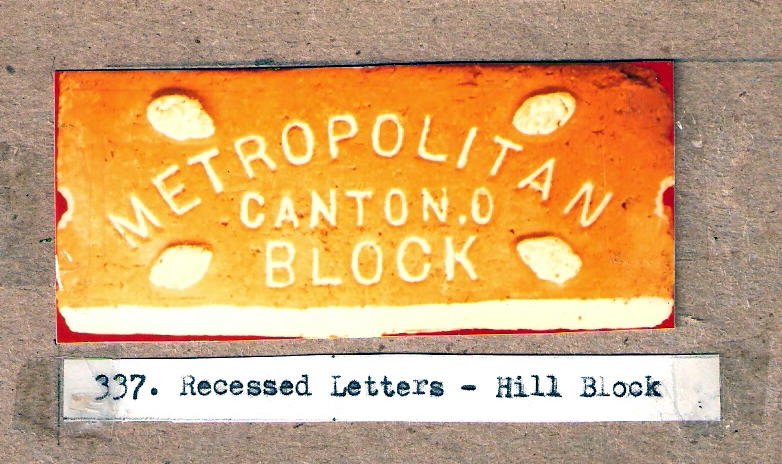 METROPOLITAN
CANTON.O
BLOCK
337. Recessed Letters - Hill Block